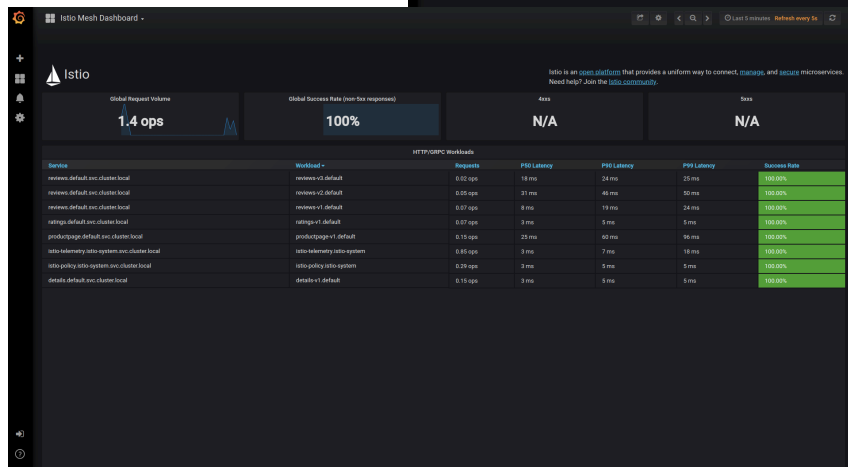 Istio Mesh Dashboard
Last 5 minutes Refresh every 5s
Istio
Istio is an open platform that provides a uniform way to connect, manage, and secure microservices.
Need help? Join the Istio community.
Global Request Volume
1.4 ops
Global Success Rate (non-5xx responses)
100%
4xxs
N/A
5xxs
N/A
HTTP/GRPC Workloads
Service Workload Requests P50 Latency P90 Latency P99 Latency Success Rate
reviews.default.svc.cluster.local reviews-v3.default 0.02 ops 18 ms 24 ms 25 ms 100.00%
reviews.default.svc.cluster.local reviews-v2.default 0.05 ops 31 ms 46 ms 50 ms 100.00%
reviews.default.svc.cluster.local reviews-v1.default 0.07 ops 8 ms 19 ms 24 ms 100.00%
ratings.default.svc.cluster.local ratings-v1.default 0.07 ops 3 ms 5 ms 5 ms 100.00%
productpage.default.svc.cluster.local productpage-v1.default 0.15 ops 25 ms 60 ms 96 ms 100.00%
istio-telemetry.istio-system.svc.cluster.local istio-telemetry.istio-system 0.85 ops 3 ms 7 ms 18 ms 100.00%
istio-policy.istio-system.svc.cluster.local istio-policy.istio-system 0.29 ops 3 ms 5 ms 5 ms 100.00%
details.default.svc.cluster.local details-v1.default 0.15 ops 3 ms 5 ms 5 ms 100.00%